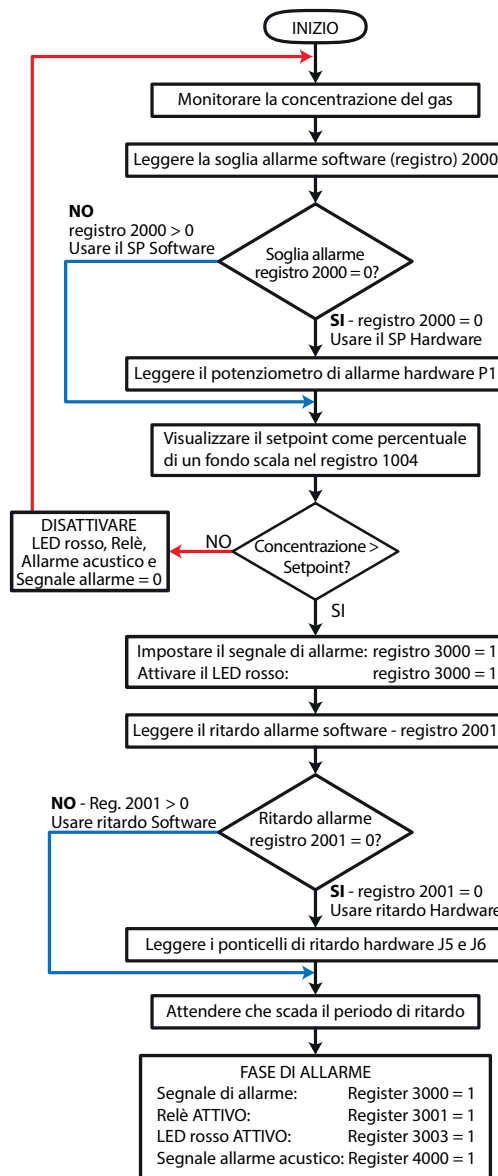 INIZIO
Monitorare la concentrazione del gas
Leggere la soglia allarme software (registro) 2000
NO
registro 2000 > 0
Usare il SP Software
Soglia allarme
registro 2000 = 0?
SI - registro 2000 = 0
Usare il SP Hardware
Leggere il potenziometro di allarme hardware P1
Visualizzare il setpoint come percentuale
di un fondo scala nel registro 1004
DISATTIVARE
LED rosso, Relè,
Allarme acustico e
Segnale allarme = 0
NO
Concentrazione >
Setpoint?
SI
Impostare il segnale di allarme: registro 3000 = 1
Attivare il LED rosso: registro 3000 = 1
Leggere il ritardo allarme software - registro 2001
NO - Reg. 2001 > 0
Usare ritardo Software
Ritardo allarme
registro 2001 = 0?
SI - registro 2001 = 0
Usare ritardo Hardware
Leggere i ponticelli di ritardo hardware J5 e J6
Attendere che scada il periodo di ritardo
FASE DI ALLARME
Segnale di allarme: Register 3000 = 1
Relè ATTIVO: Register 3001 = 1
LED rosso ATTIVO: Register 3003 = 1
Segnale allarme acustico: Register 4000 = 1